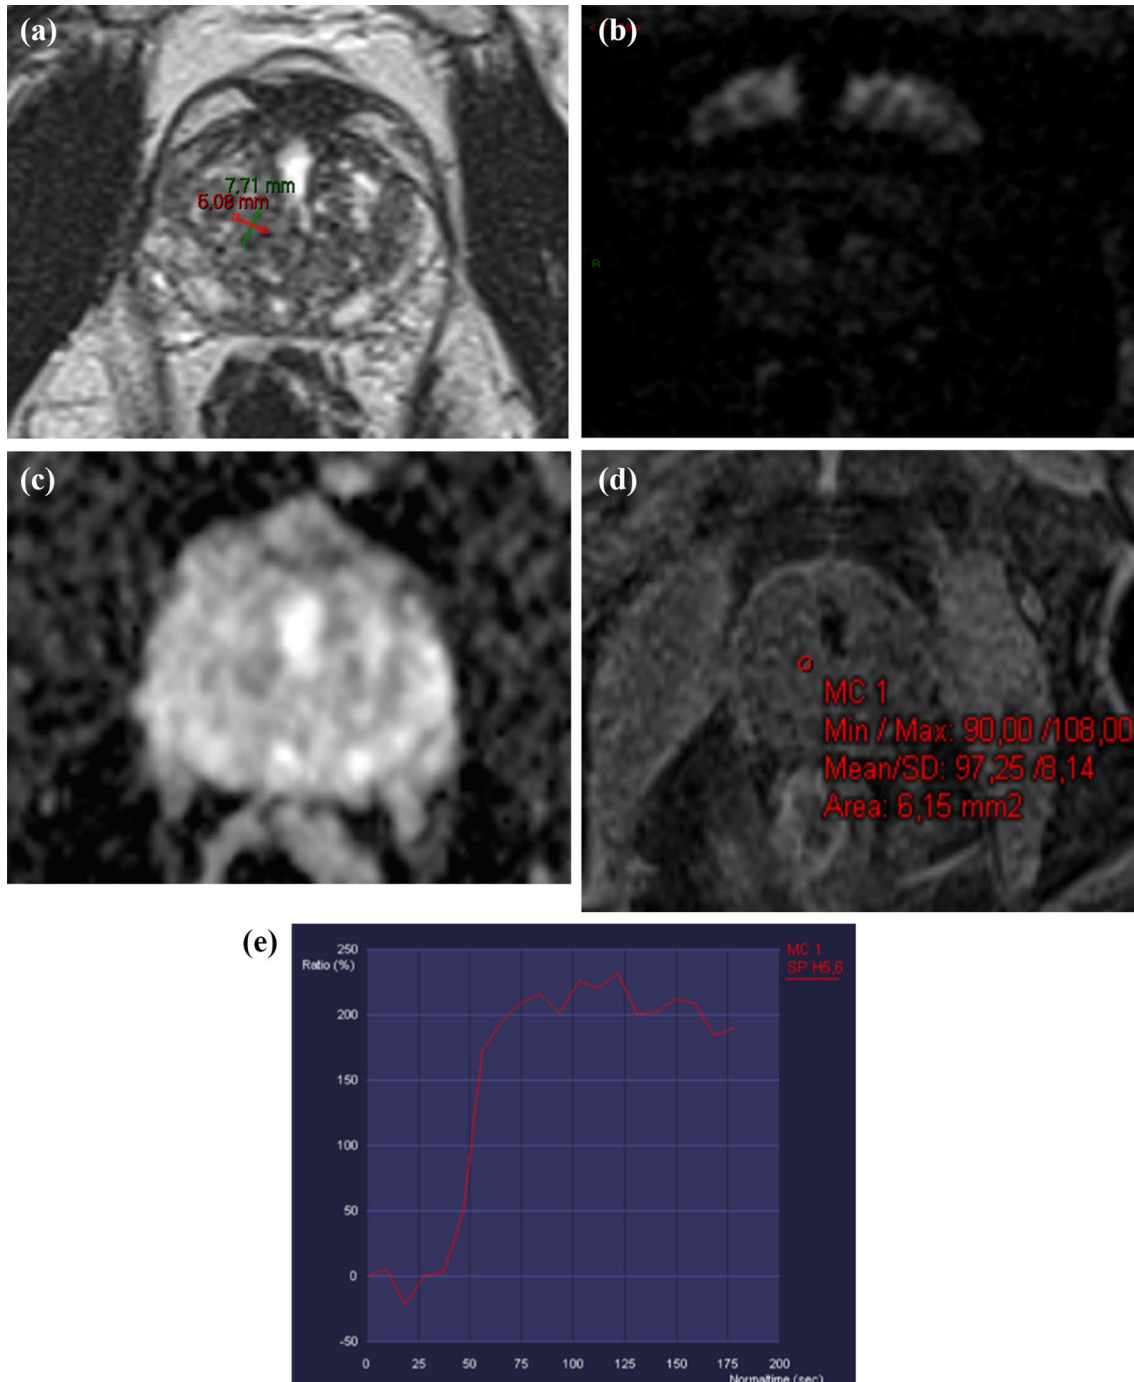 (a)
7,71 mm
5,08 mm
(b)
R
(c)
(d)
MC 1
Min / Max: 90,00 /108,00
Mean/SD: 97,25 /8,14
Area: 6,15 mm2
(e)
250
Ratio (%)
200
150
100
50
0
-50
0 25 50 75 100 125 150 175 200
Normaltime (sec)
MC 1
SP H5,6